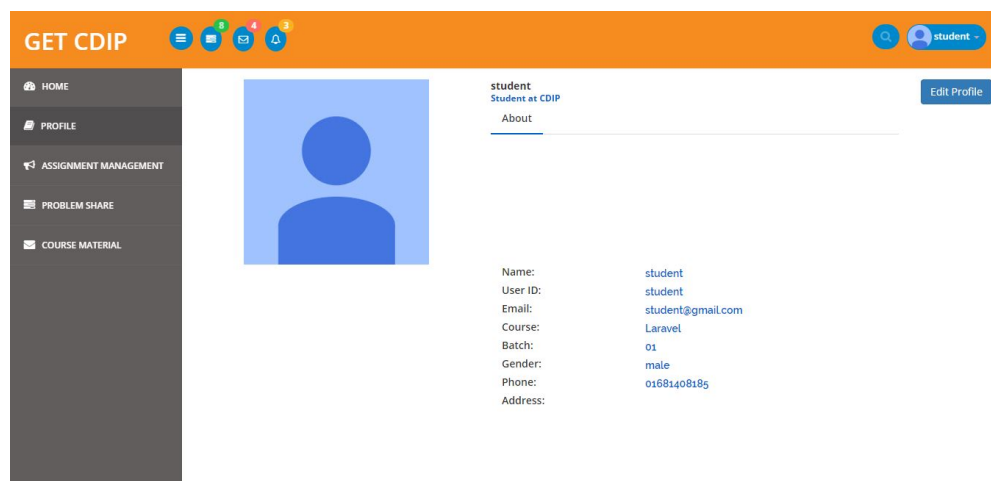 GET CDIP
8
4
3
student
HOME
PROFILE
ASSIGNMENT MANAGEMENT
PROBLEM SHARE
COURSE MATERIAL
student
Student at CDIP
Edit Profile
About
Name: student
User ID: student
Email: student@gmail.com
Course: Laravel
Batch: 01
Gender: male
Phone: 01681408185
Address: